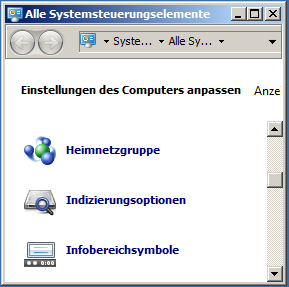 Alle Systemsteuerungselemente
Syste... Alle Sy...
Einstellungen des Computers anpassen Anze
Heimnetzgruppe
Indizierungsoptionen
Infobereichsymbole